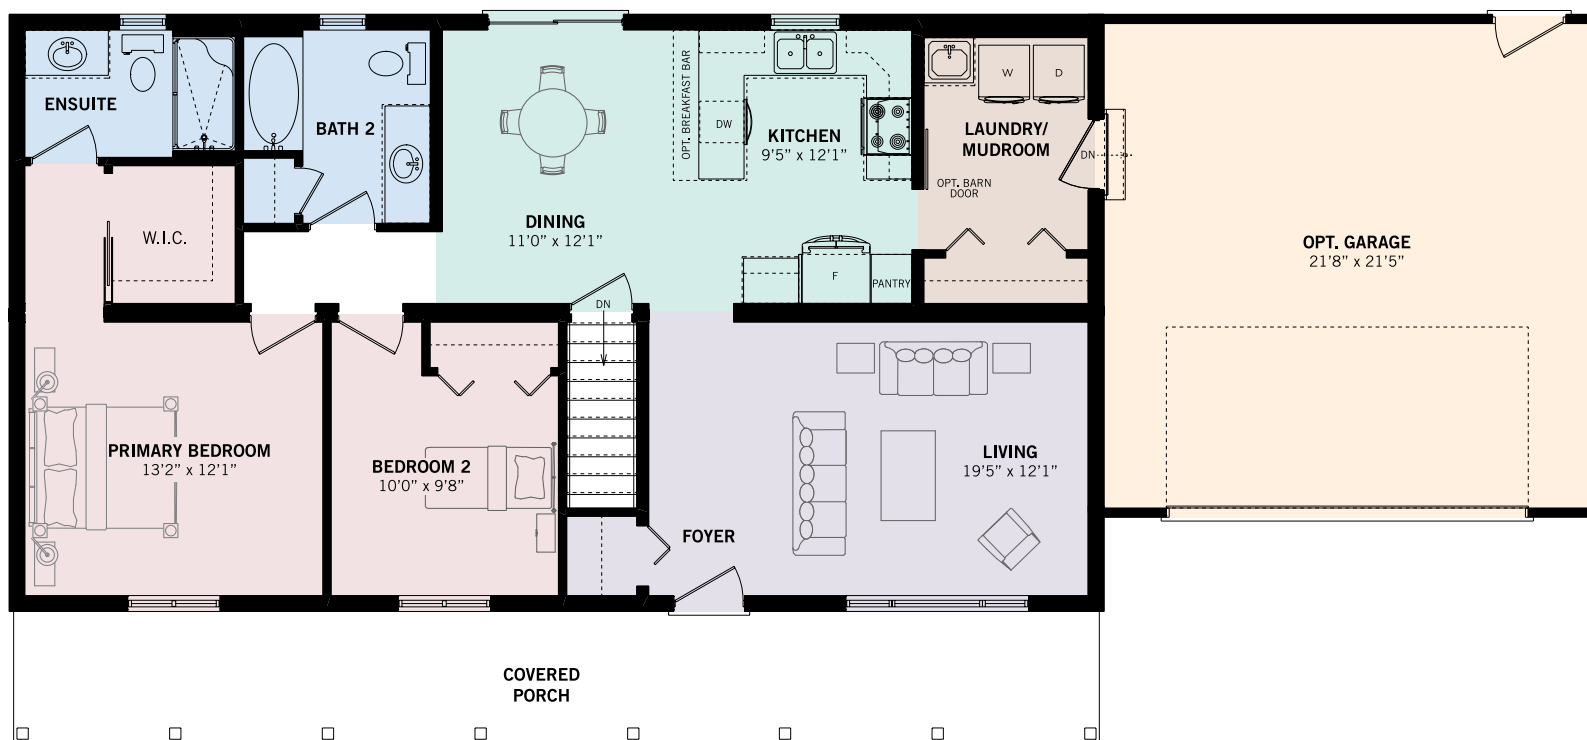 ENSUITE
BATH 2
OPT. BREAKFAST BAR
DW
KITCHEN
9'5" x 12'1"
W
D
LAUNDRY/
MUDROOM
DN
OPT. BARN
DOOR
W.I.C.
DINING
11'0" x 12'1"
F
PANTRY
OPT. GARAGE
21'8" x 21'5"
DN
PRIMARY BEDROOM
13'2" x 12'1"
BEDROOM 2
10'0" x 9'8"
LIVING
19'5" x 12'1"
FOYER
COVERED
PORCH